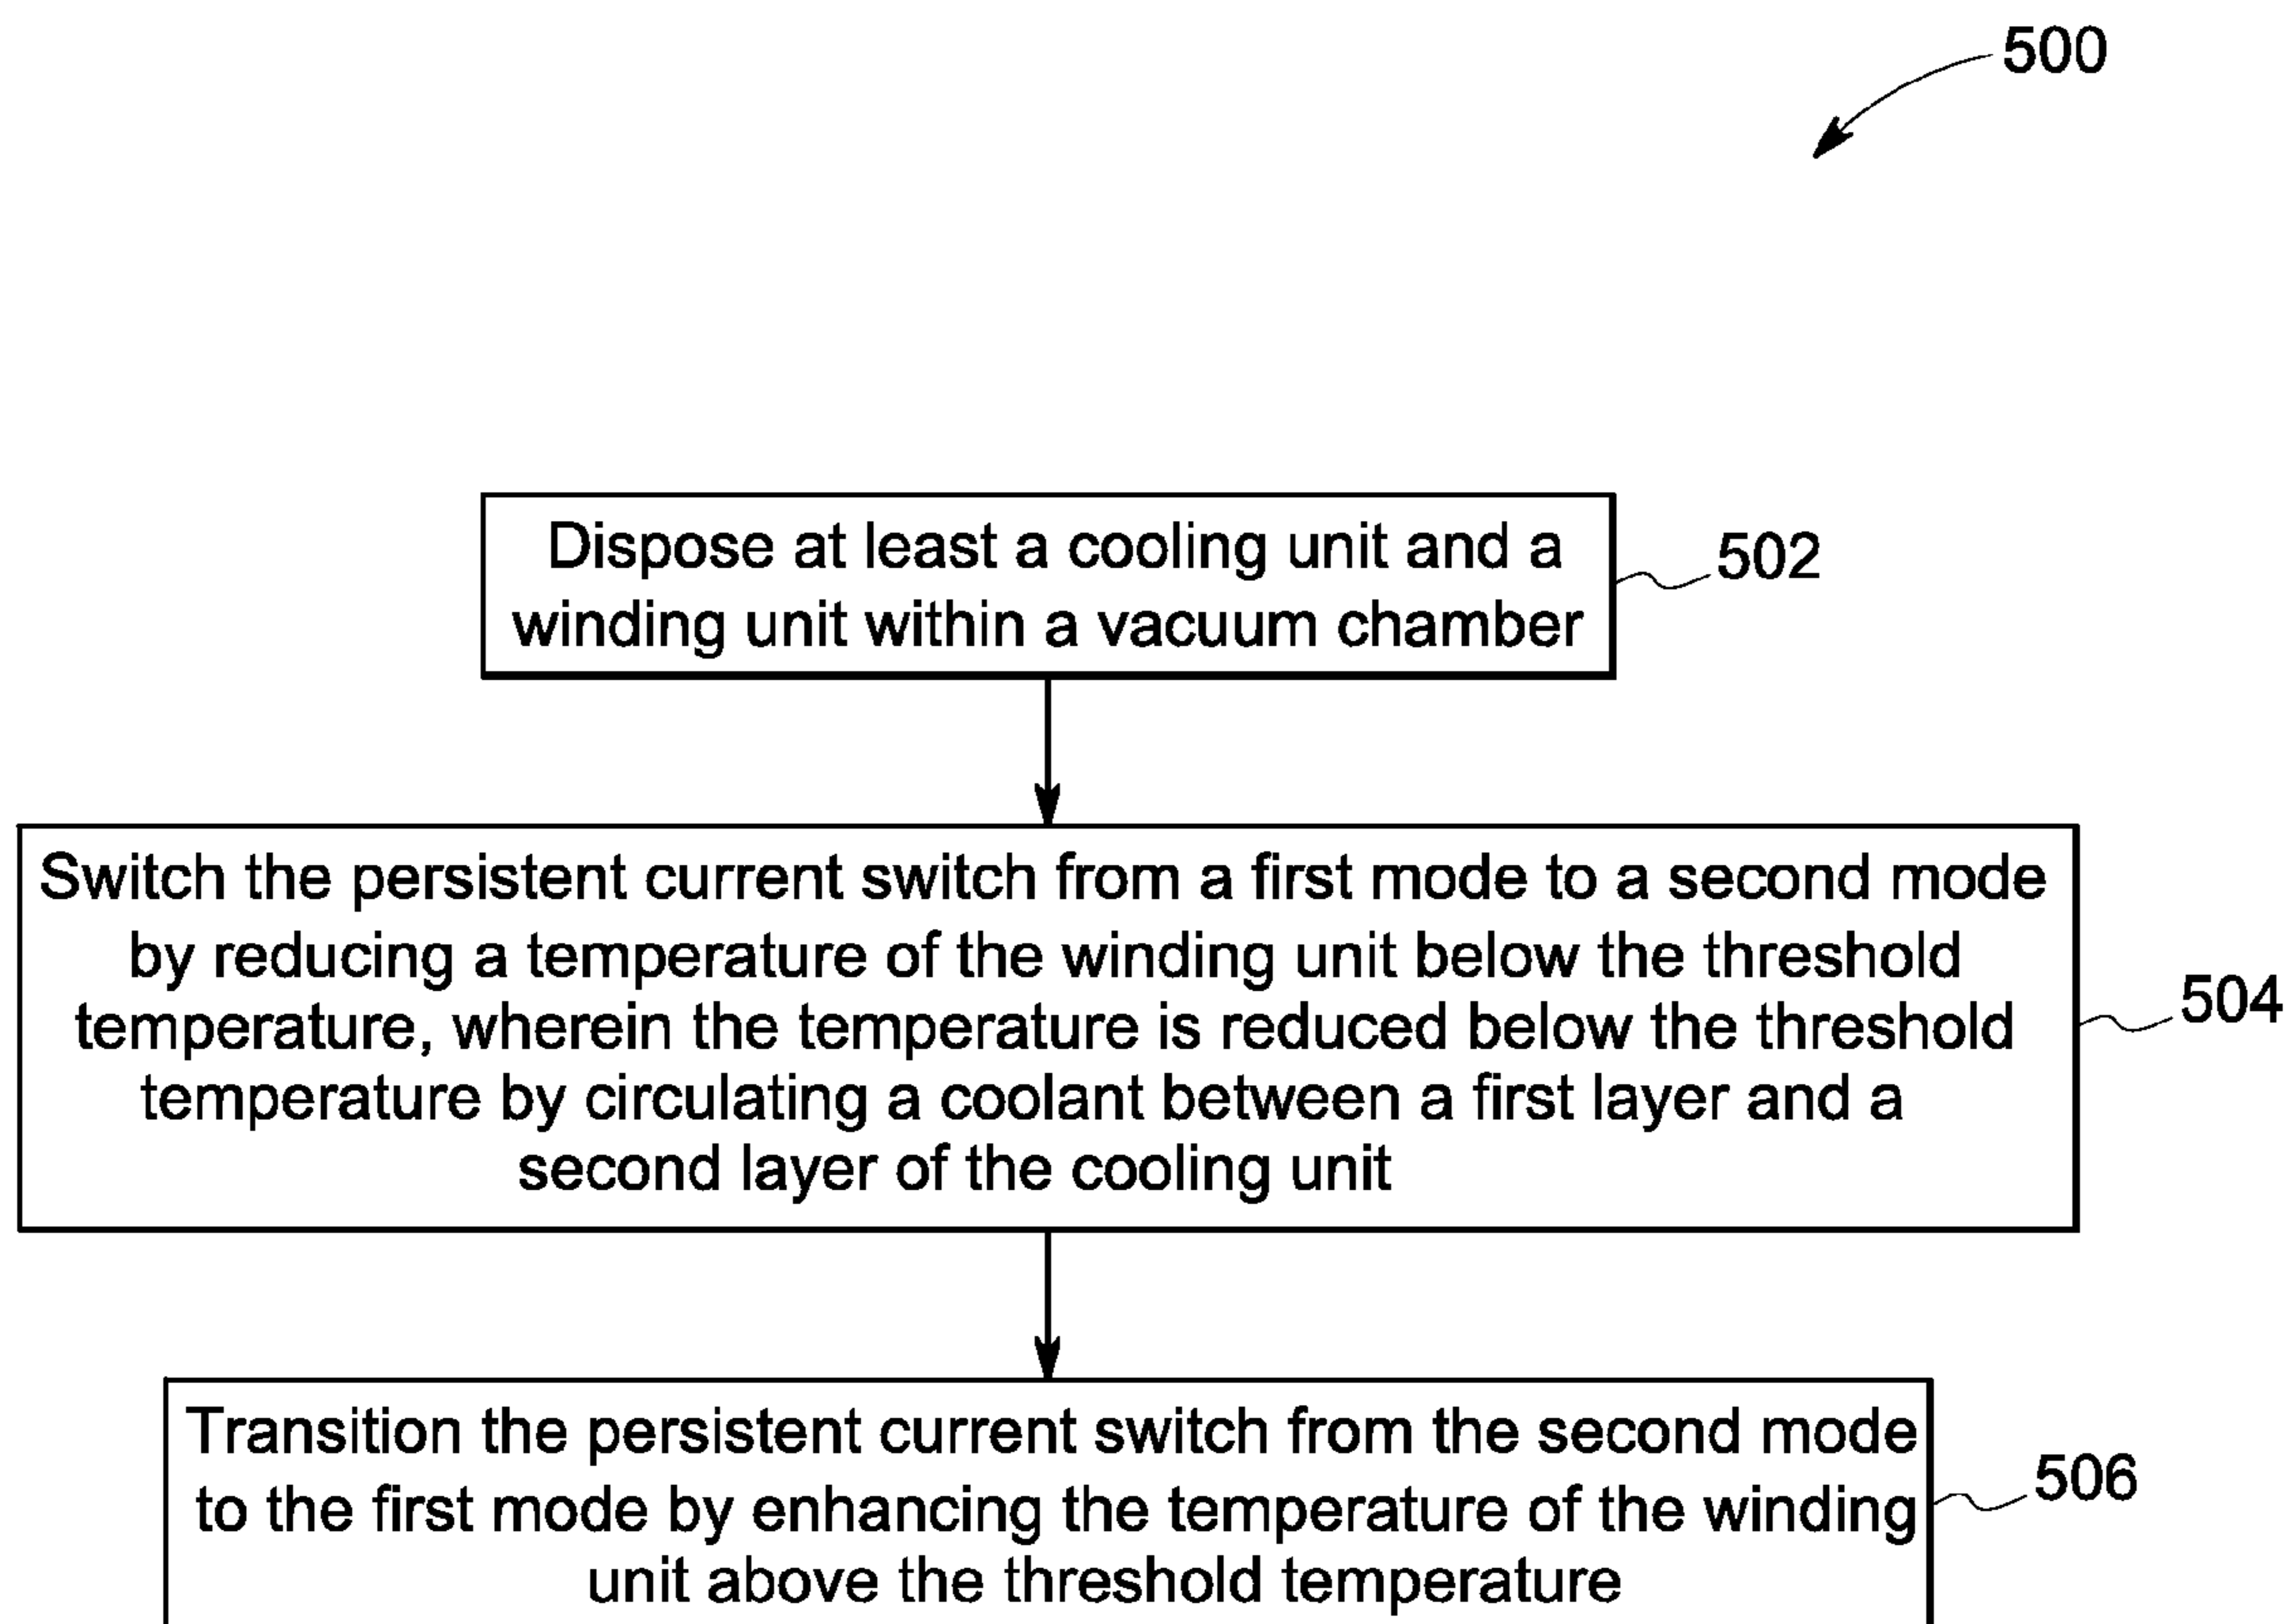 500
Dispose at least a cooling unit and a
winding unit within a vacuum chamber
502
Switch the persistent current switch from a first mode to a second mode
by reducing a temperature of the winding unit below the threshold
temperature, wherein the temperature is reduced below the threshold
temperature by circulating a coolant between a first layer and a
second layer of the cooling unit
504
Transition the persistent current switch from the second mode
to the first mode by enhancing the temperature of the winding
unit above the threshold temperature
506